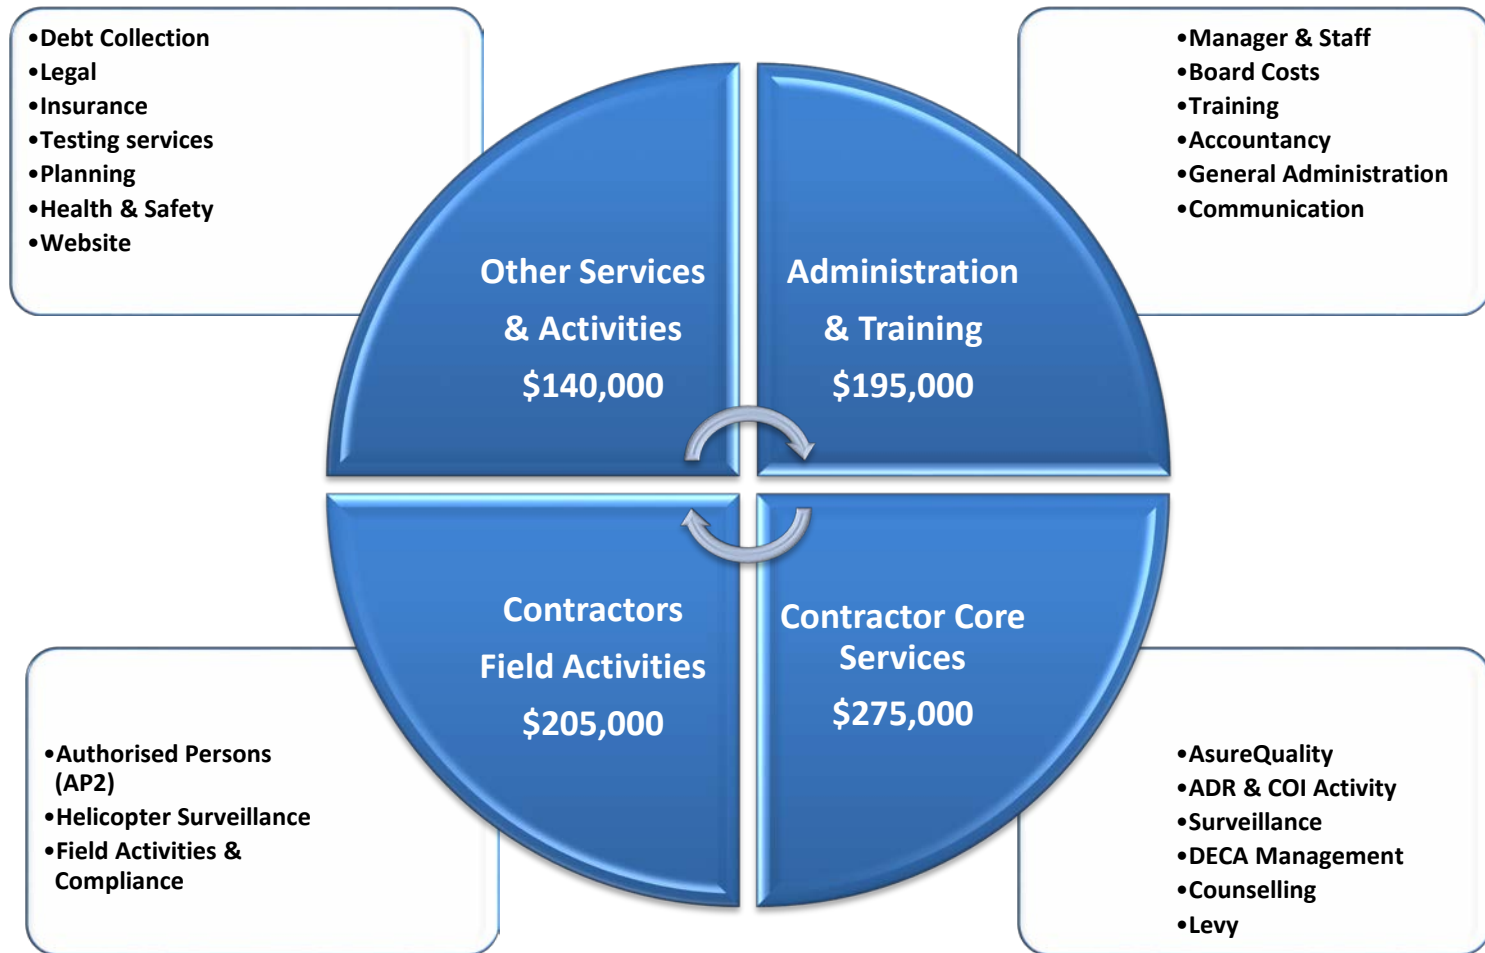 •Debt Collection
•Legal
•Insurance
•Testing services
•Planning
•Health & Safety
•Website
•Manager & Staff
•Board Costs
•Training
•Accountancy
•General Administration
•Communication
Other Services
& Activities
$140,000
Administration
& Training
$195,000
Contractors
Field Activities
$205,000
Contractor Core
Services
$275,000
•Authorised Persons
(AP2)
•Helicopter Surveillance
•Field Activities &
Compliance
•AsureQuality
•ADR & COI Activity
•Surveillance
•DECA Management
•Counselling
•Levy